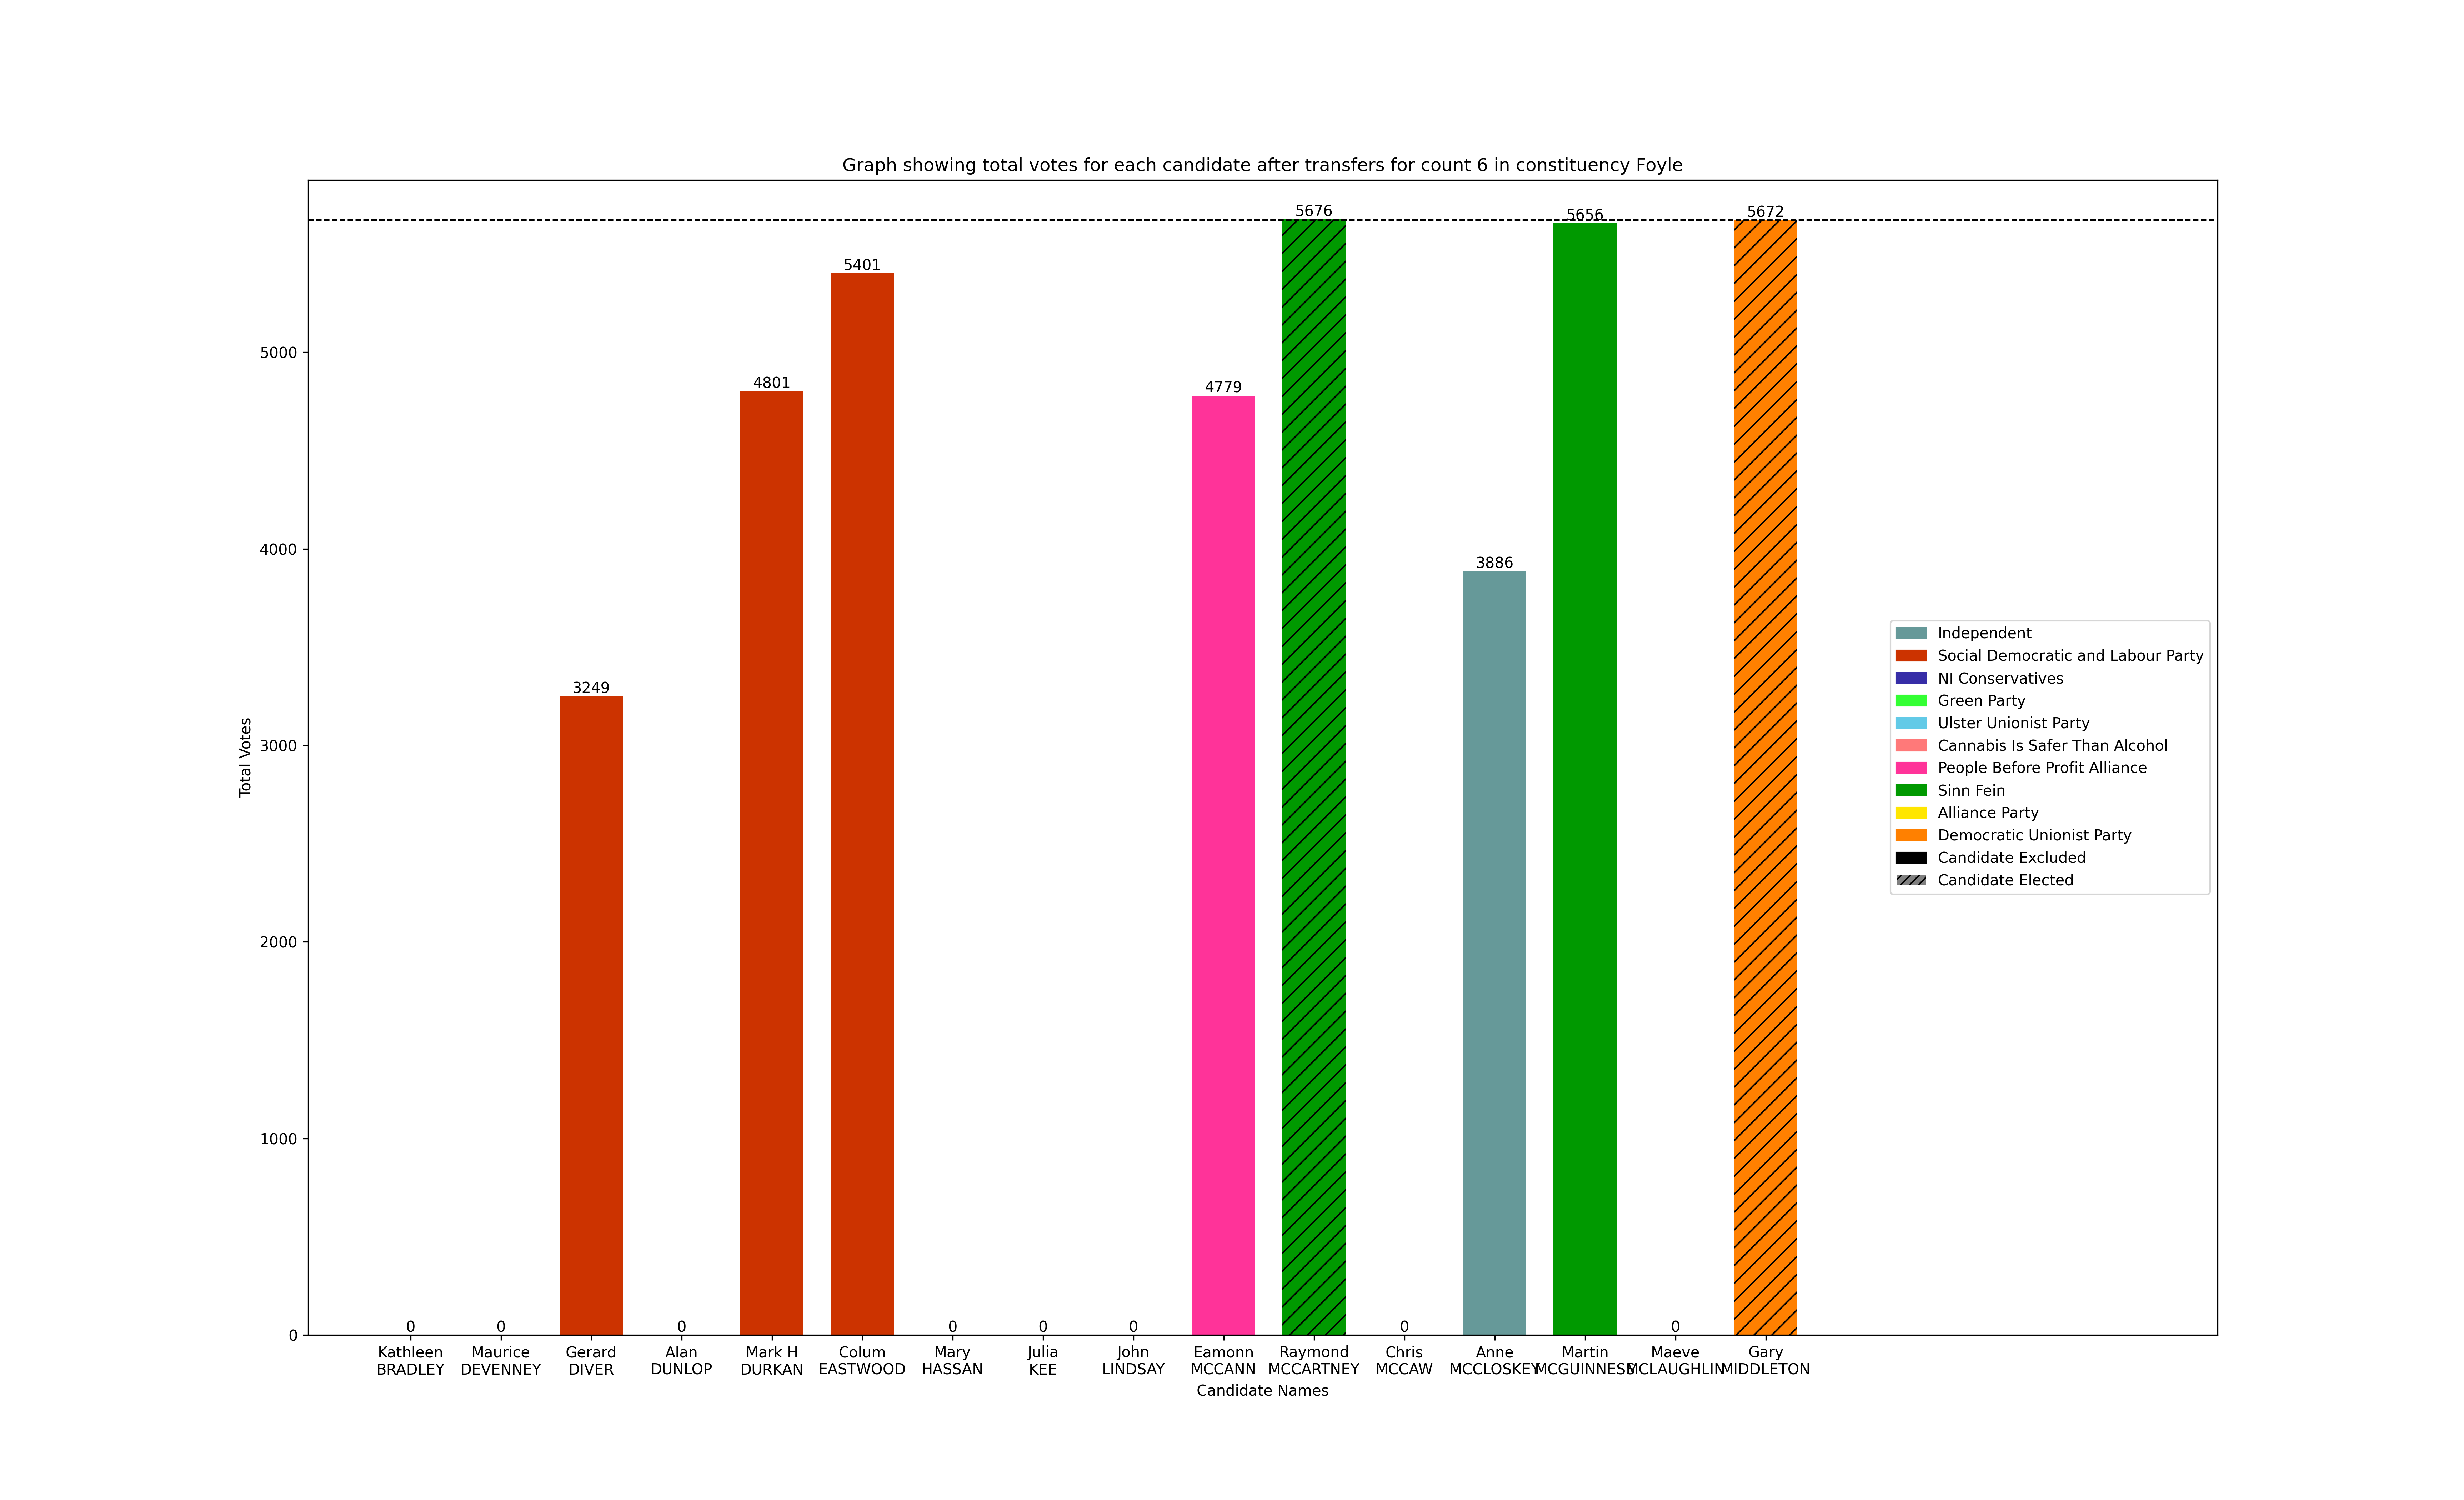 Graph showing total votes for each candidate after transfers for count 6 in constituency Foyle
5676
5656
5672
5401
5000
4801
4779
4000
3886
3249
3000
2000
1000
0
Total Votes
Independent
Social Democratic and Labour Party
NI Conservatives
Green Party
Ulster Unionist Party
Cannabis Is Safer Than Alcohol
People Before Profit Alliance
Sinn Fein
Alliance Party
Democratic Unionist Party
Candidate Excluded
Candidate Elected
0 0 0 0 0 0 0 0
Kathleen BRADLEY
Maurice DEVENNEY
Gerard DIVER
Alan DUNLOP
Mark H DURKAN
Colum EASTWOOD
Mary HASSAN
Julia KEE
John LINDSAY
Eamonn MCCANN
Raymond MCCARTNEY
Chris MCCAW
Anne MCCLOSKEY
Martin MCGUINNESS
Maeve MCLAUGHLIN
Gary MIDDLETON
Candidate Names